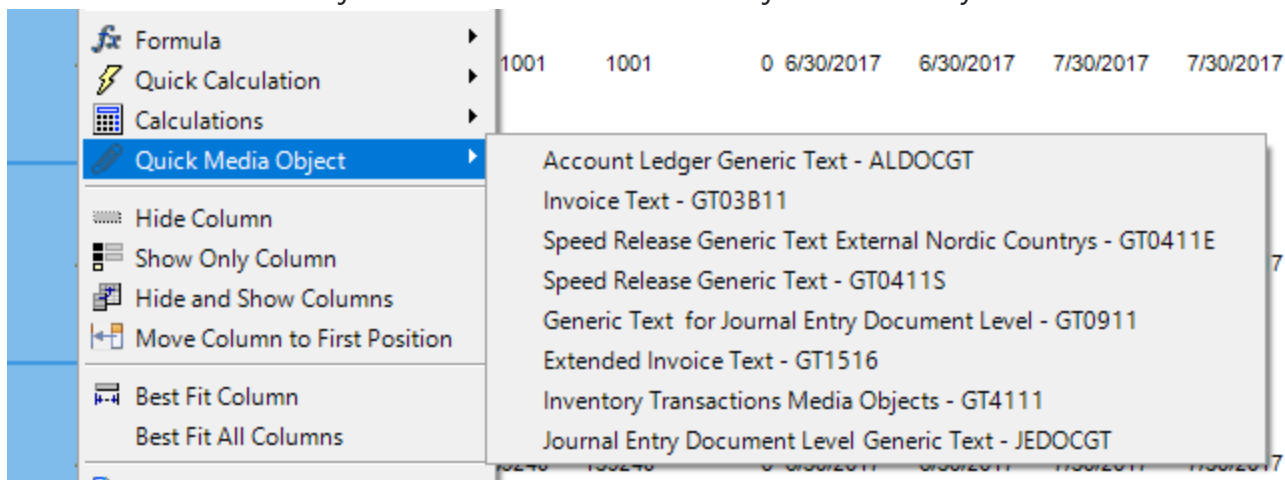 Formula
1001 1001 0 6/30/2017 6/30/2017 7/30/2017 7/30/2017
Quick Calculation
Calculations
Quick Media Object
Account Ledger Generic Text - ALDOCGT
Invoice Text - GT03B11
Hide Column
Speed Release Generic Text External Nordic Countrys - GT0411E
Show Only Column
7
Speed Release Generic Text - GT0411S
Hide and Show Columns
Generic Text for Journal Entry Document Level - GT0911
Move Column to First Position
Extended Invoice Text - GT1516
Best Fit Column
Inventory Transactions Media Objects - GT4111
Best Fit All Columns
Journal Entry Document Level Generic Text - JEDOCGT